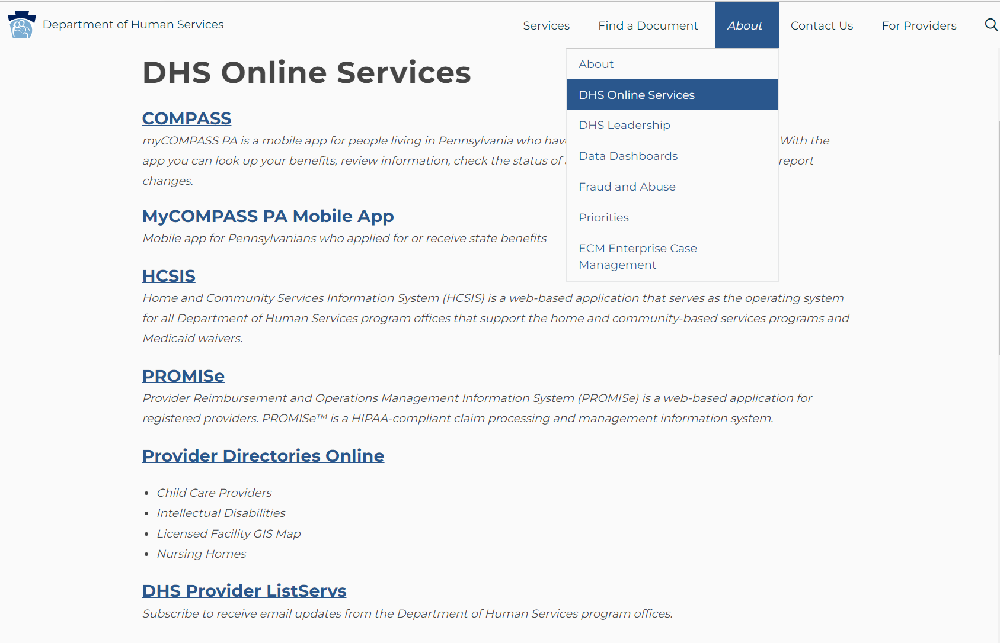 Department of Human Services
Services
Find a Document
About
Contact Us
For Providers
About
DHS Online Services
DHS Leadership
Data Dashboards
Fraud and Abuse
Priorities
ECM Enterprise Case
Management
DHS Online Services
COMPASS
myCOMPASS PA is a mobile app for people living in Pennsylvania who have With the
app you can look up your benefits, review information, check the status of report
changes.
MyCOMPASS PA Mobile App
Mobile app for Pennsylvanians who applied for or receive state benefits
HCSIS
Home and Community Services Information System (HCSIS) is a web-based application that serves as the operating system
for all Department of Human Services program offices that support the home and community-based services programs and
Medicaid waivers.
PROMISe
Provider Reimbursement and Operations Management Information System (PROMISe) is a web-based application for
registered providers. PROMISe™ is a HIPAA-compliant claim processing and management information system.
Provider Directories Online
• Child Care Providers
• Intellectual Disabilities
• Licensed Facility GIS Map
• Nursing Homes
DHS Provider ListServs
Subscribe to receive email updates from the Department of Human Services program offices.